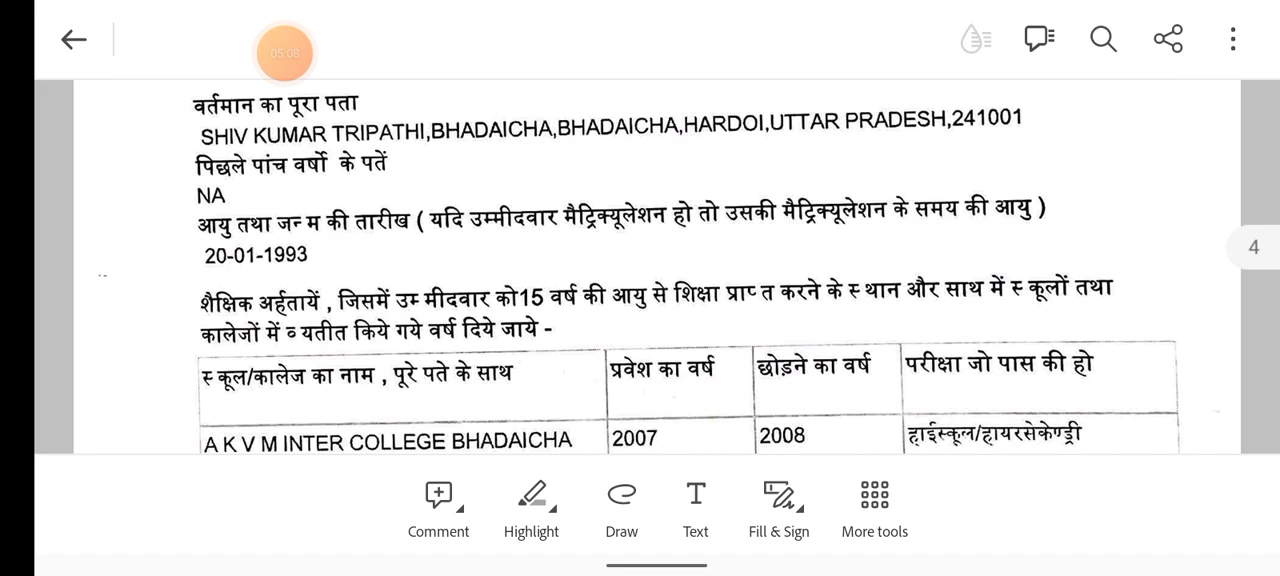 05:08
वर्तमान का पूरा पता
SHIV KUMAR TRIPATHI,BHADAICHA,BHADAICHA,HARDOI,UTTAR PRADESH,241001
पिछले पांच वर्षो के पतें
NA
आयु तथा जन्म की तारीख ( यदि उम्मीदवार मैट्रिक्यूलेशन हो तो उसकी मैट्रिक्यूलेशन के समय की आयु )
20-01-1993
4
शैक्षिक अर्हतायें , जिसमें उम्मीदवार को15 वर्ष की आयु से शिक्षा प्राप्त करने के स्थान और साथ में स्कूलों तथा
कालेजों में व्यतीत किये गये वर्ष दिये जाये -
स्कूल/कालेज का नाम , पूरे पते के साथ प्रवेश का वर्ष छोड़ने का वर्ष परीक्षा जो पास की हो
A K V M INTER COLLEGE BHADAICHA 2007 2008 हाईस्कूल/हायरसेकेण्ड्री
Comment Highlight Draw Text Fill & Sign More tools